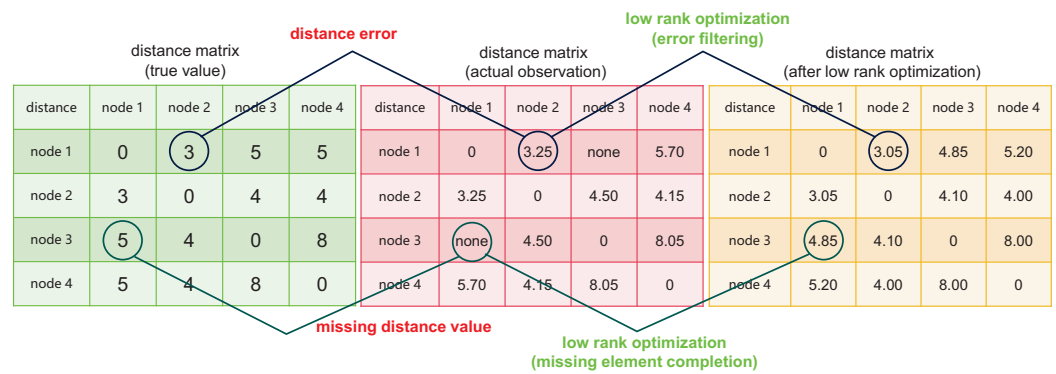 low rank optimization
(error filtering)
distance error
distance matrix
(true value)
distance matrix
(actual observation)
distance matrix
(after low rank optimization)
distance node 1 node 2 node 3 node 4
node 1 0 3 5 5
node 2 3 0 4 4
node 3 5 4 0 8
node 4 5 4 8 0
distance node 1 node 2 node 3 node 4
node 1 0 3.25 none 5.70
node 2 3.25 0 4.50 4.15
node 3 none 4.50 0 8.05
node 4 5.70 4.15 8.05 0
distance node 1 node 2 node 3 node 4
node 1 0 3.05 4.85 5.20
node 2 3.05 0 4.10 4.00
node 3 4.85 4.10 0 8.00
node 4 5.20 4.00 8.00 0
missing distance value
low rank optimization
(missing element completion)